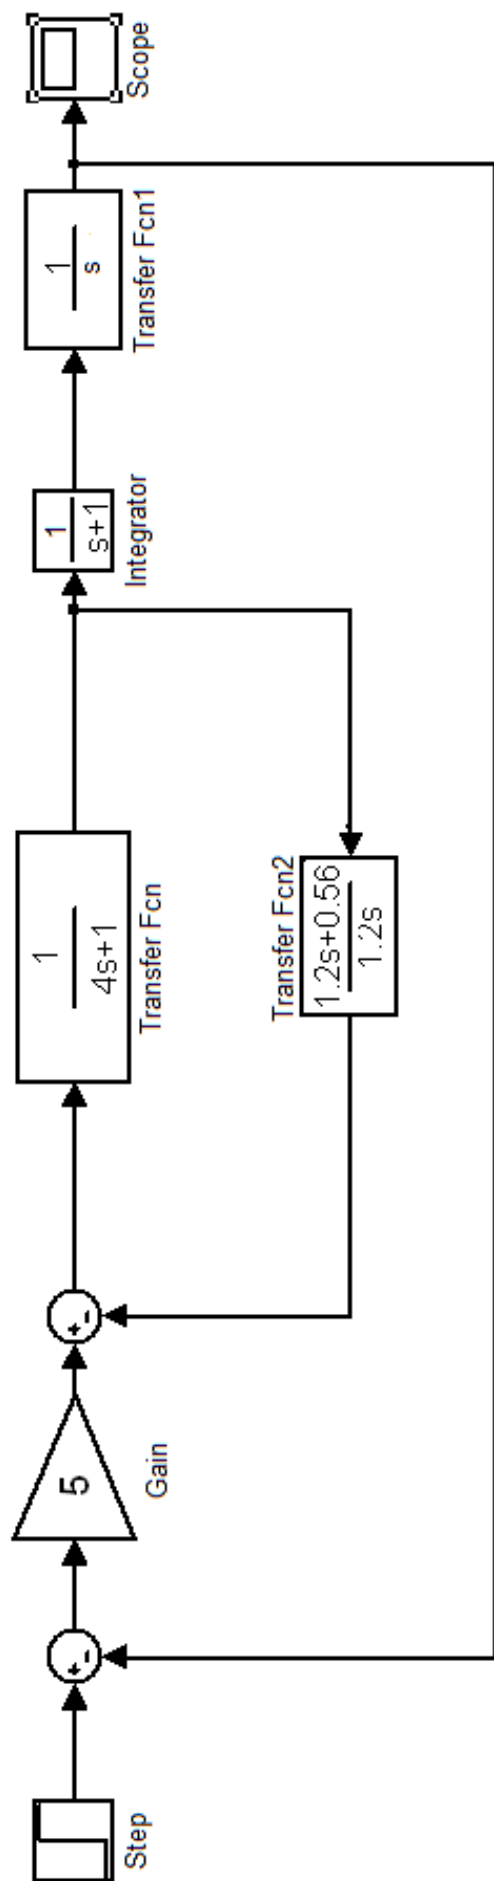 Step
+
-
5
Gain
+
-
1
4s+1
Transfer Fcn
1.2s+0.56
1.2s
Transfer Fcn2
1
s+1
Integrator
1
s
Transfer Fcn1
Scope